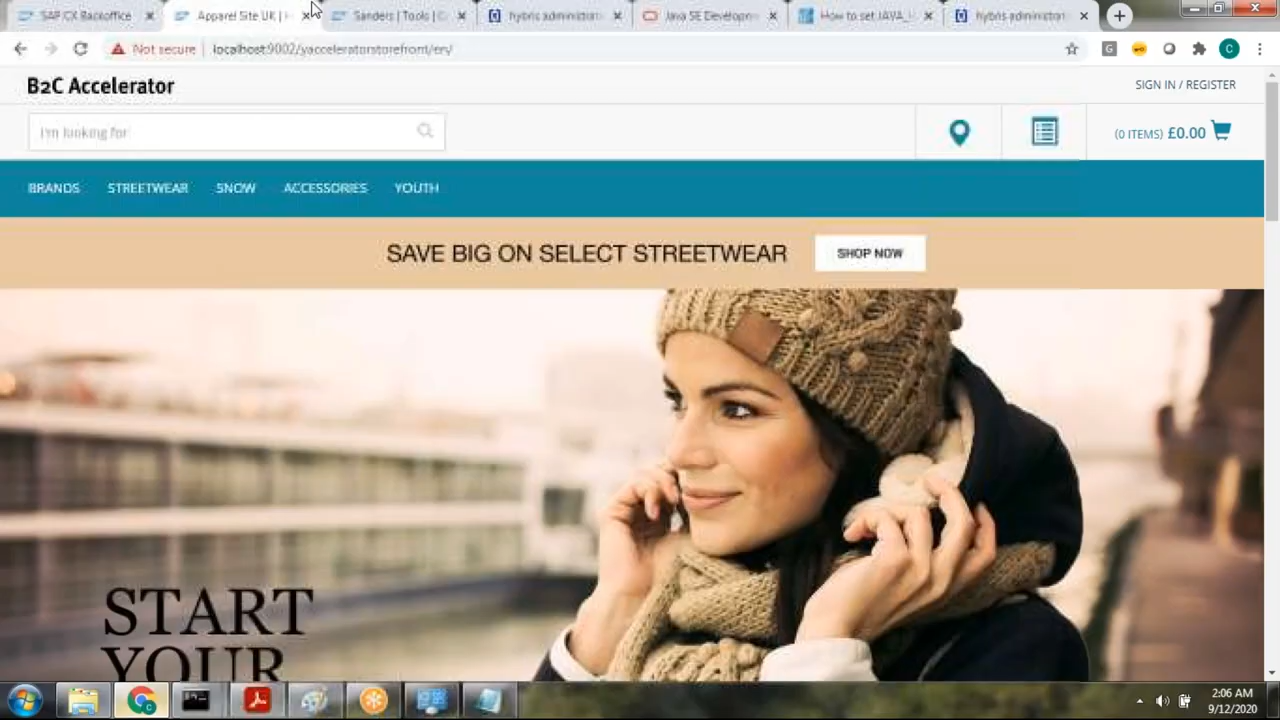 SAP CX Backoffice
Apparel Site UK |
Sanders | Tools |
hybris administration
Java SE Developm
How to set JAVA_
hybris administrat
Not secure | localhost:9002/yacceleratorstorefront/en/
B2C Accelerator
SIGN IN / REGISTER
I'm looking for
(0 ITEMS) £0.00
BRANDS STREETWEAR SNOW ACCESSORIES YOUTH
SAVE BIG ON SELECT STREETWEAR SHOP NOW
START
YOUR
2:06 AM
9/12/2020